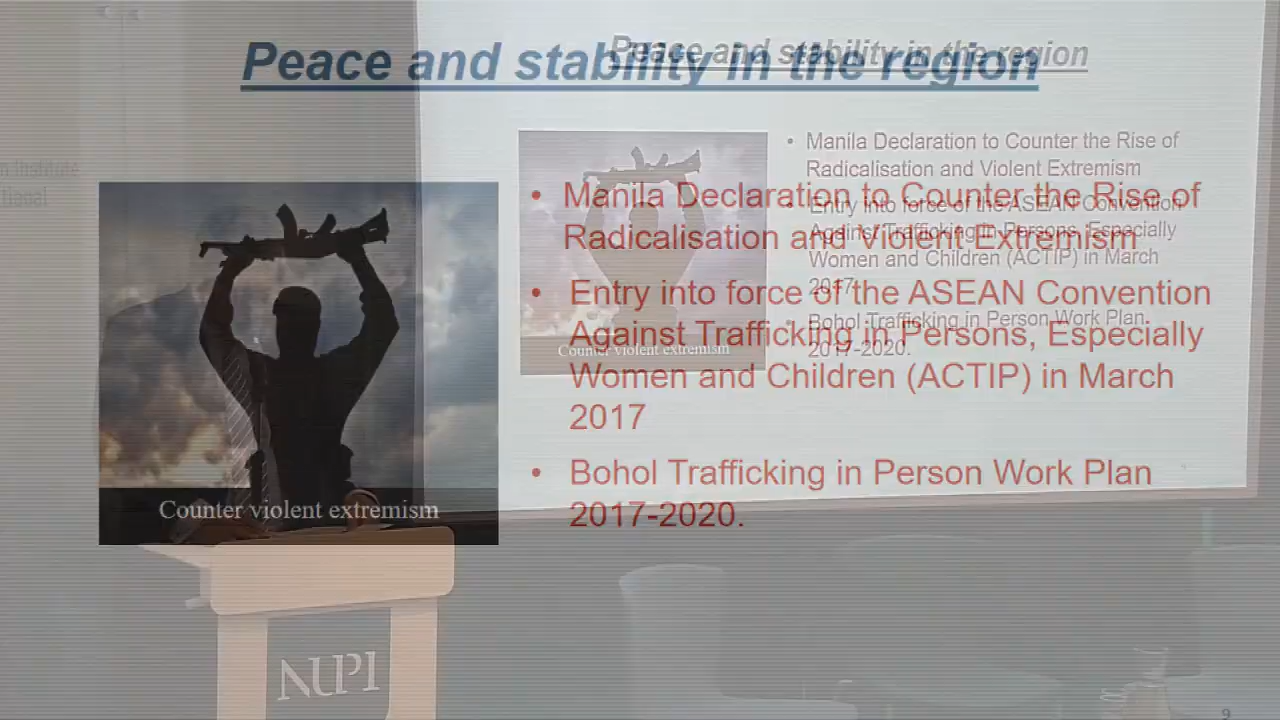 Peace and stability in the region
Peace and stability in the region
Manila Declaration to Counter the Rise of
Radicalisation and Violent Extremism
Entry into force of the ASEAN Convention
Against Trafficking in Persons, Especially
Women and Children (ACTIP) in March
2017
Bohol Trafficking in Person Work Plan
2017-2020.
Counter violent extremism
Manila Declaration to Counter the Rise of
Radicalisation and Violent Extremism
Entry into force of the ASEAN Convention
Against Trafficking in Persons, Especially
Women and Children (ACTIP) in March
2017
Bohol Trafficking in Person Work Plan.
2017-2020.
Counter violent extremism
Institute
tional
NUPI
9